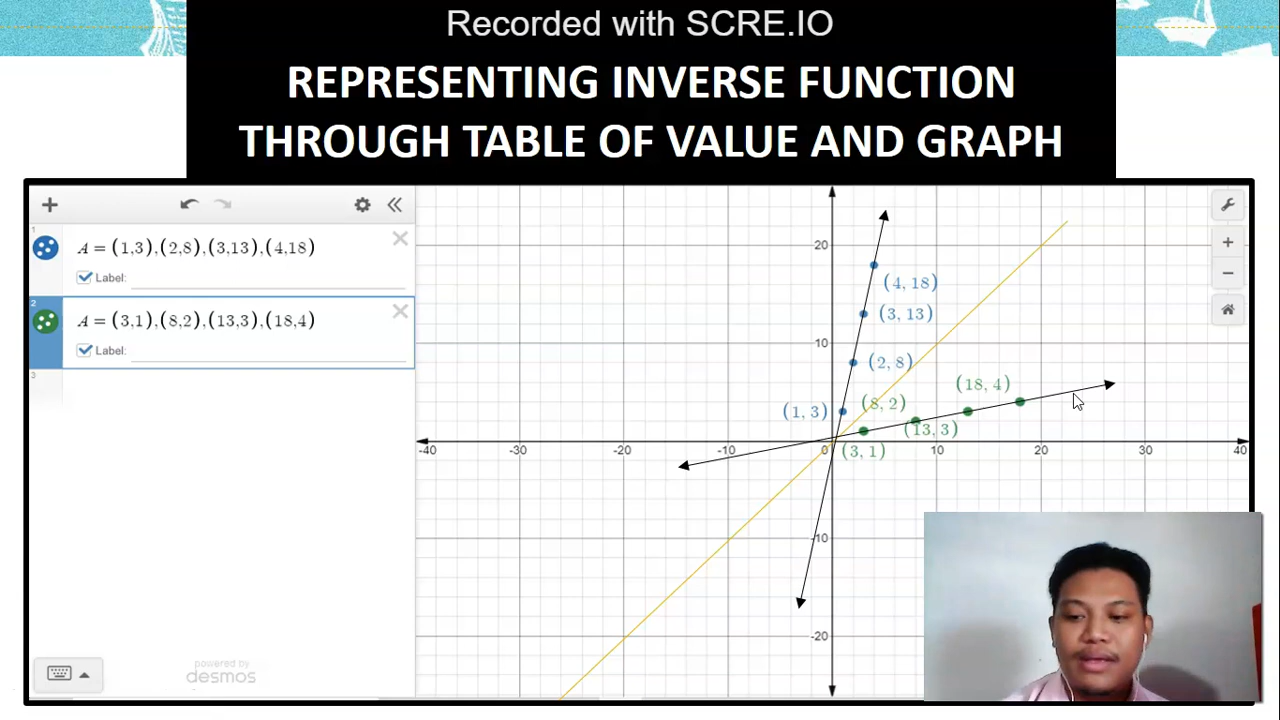 Recorded with SCRE.IO
REPRESENTING INVERSE FUNCTION
THROUGH TABLE OF VALUE AND GRAPH
1
A = (1,3),(2,8),(3,13),(4,18)
Label:
2
A = (3,1),(8,2),(13,3),(18,4)
Label:
3
powered by
desmos
20
(4, 18)
(3, 13)
10
(2, 8)
(18, 4)
(1, 3)
(8, 2)
(13, 3)
-40 -30 -20 -10 0 10 20 30 40
(3, 1)
-10
-20